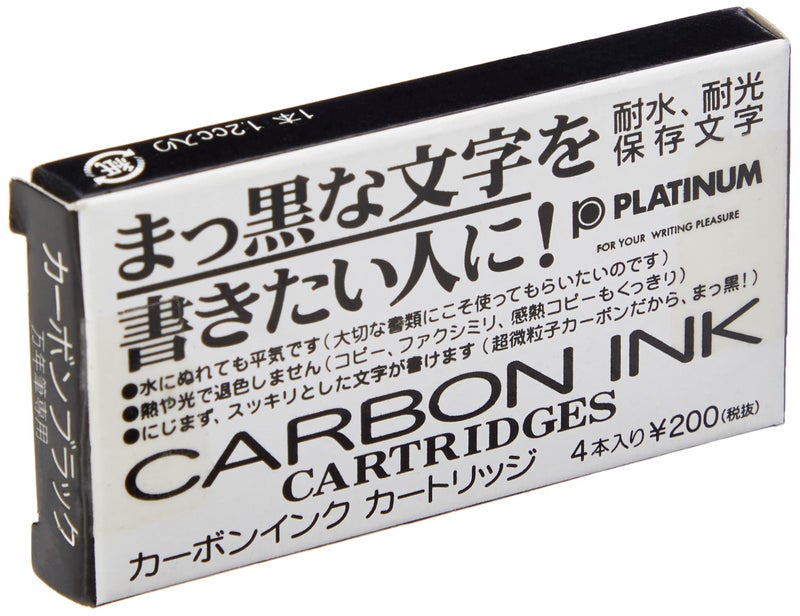 1本 1.2cc入り
紙
まっ黒な文字を
書きたい人に!
耐水、耐光
保存文字
PLATINUM
FOR YOUR WRITING PLEASURE
●水にぬれても平気です(大切な書類にこそ使ってもらいたいのです)
●熱や光で退色しません(コピー、ファクシミリ、感熱コピーもくっきり)
●にじまず、スッキリとした文字が書けます(超微粒子カーボンだから、まっ黒!)
CARBON INK
CARTRIDGES
カーボンインク カートリッジ
4本入り¥200(税抜)
カーボンブラック
万年筆専用